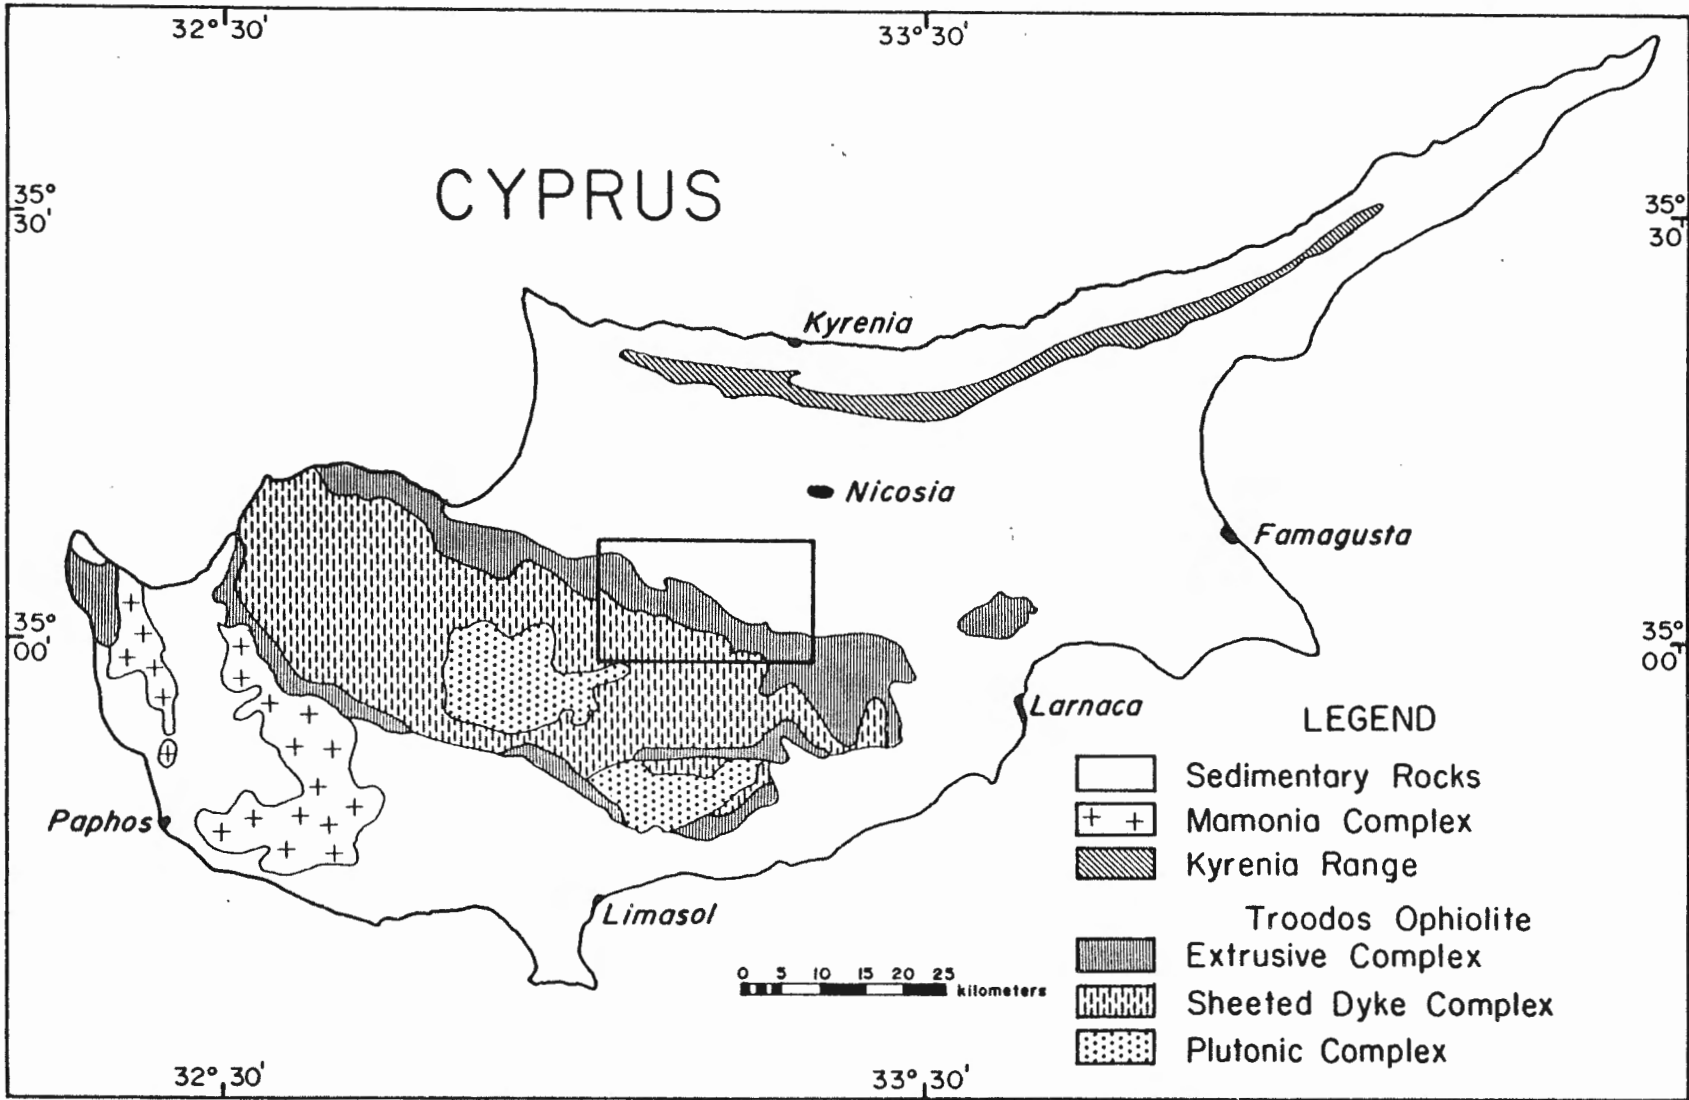 32° 30'
33° 30'
CYPRUS
35°
30'
35°
30'
Kyrenia
Nicosia
Famagusta
35°
00'
35°
00'
Larnaca
Paphos
Limasol
LEGEND
Sedimentary Rocks
Mamonia Complex
Kyrenia Range
Troodos Ophiolite
Extrusive Complex
Sheeted Dyke Complex
Plutonic Complex
0 5 10 15 20 25
kilometers
32° 30'
33° 30'